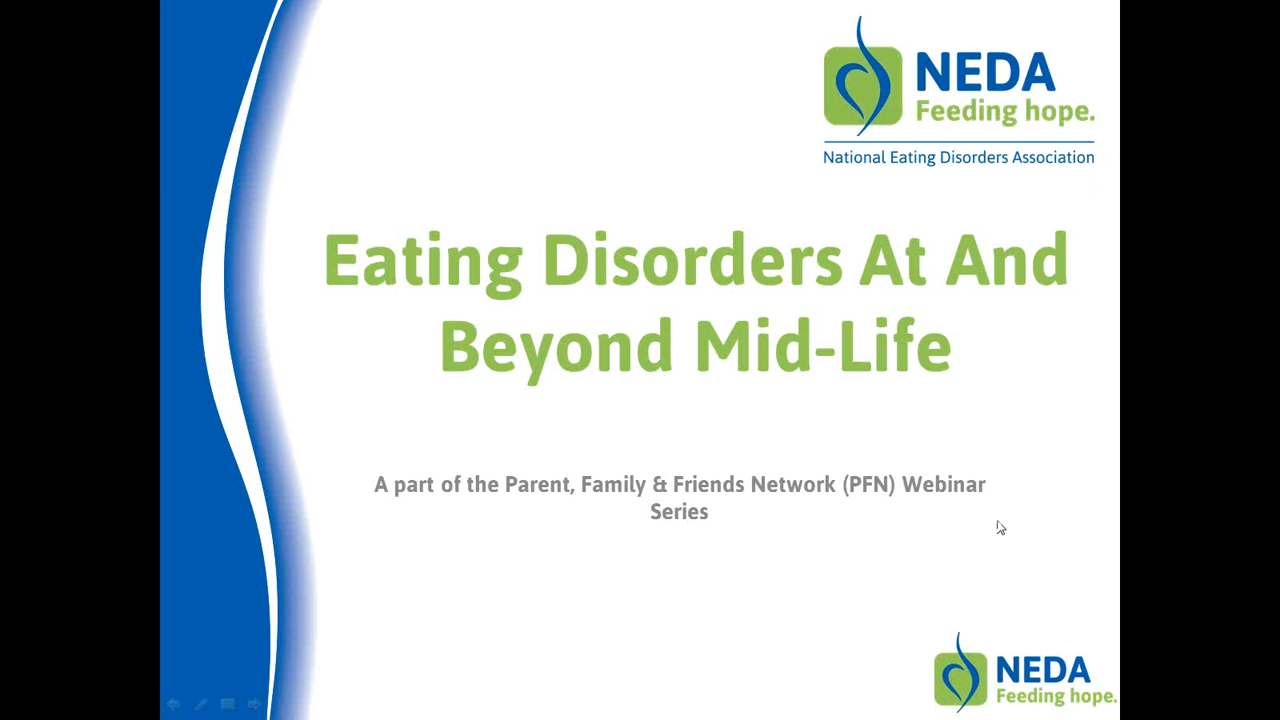 NEDA
Feeding hope.
National Eating Disorders Association
Eating Disorders At And
Beyond Mid-Life
A part of the Parent, Family & Friends Network (PFN) Webinar
Series
NEDA
Feeding hope.